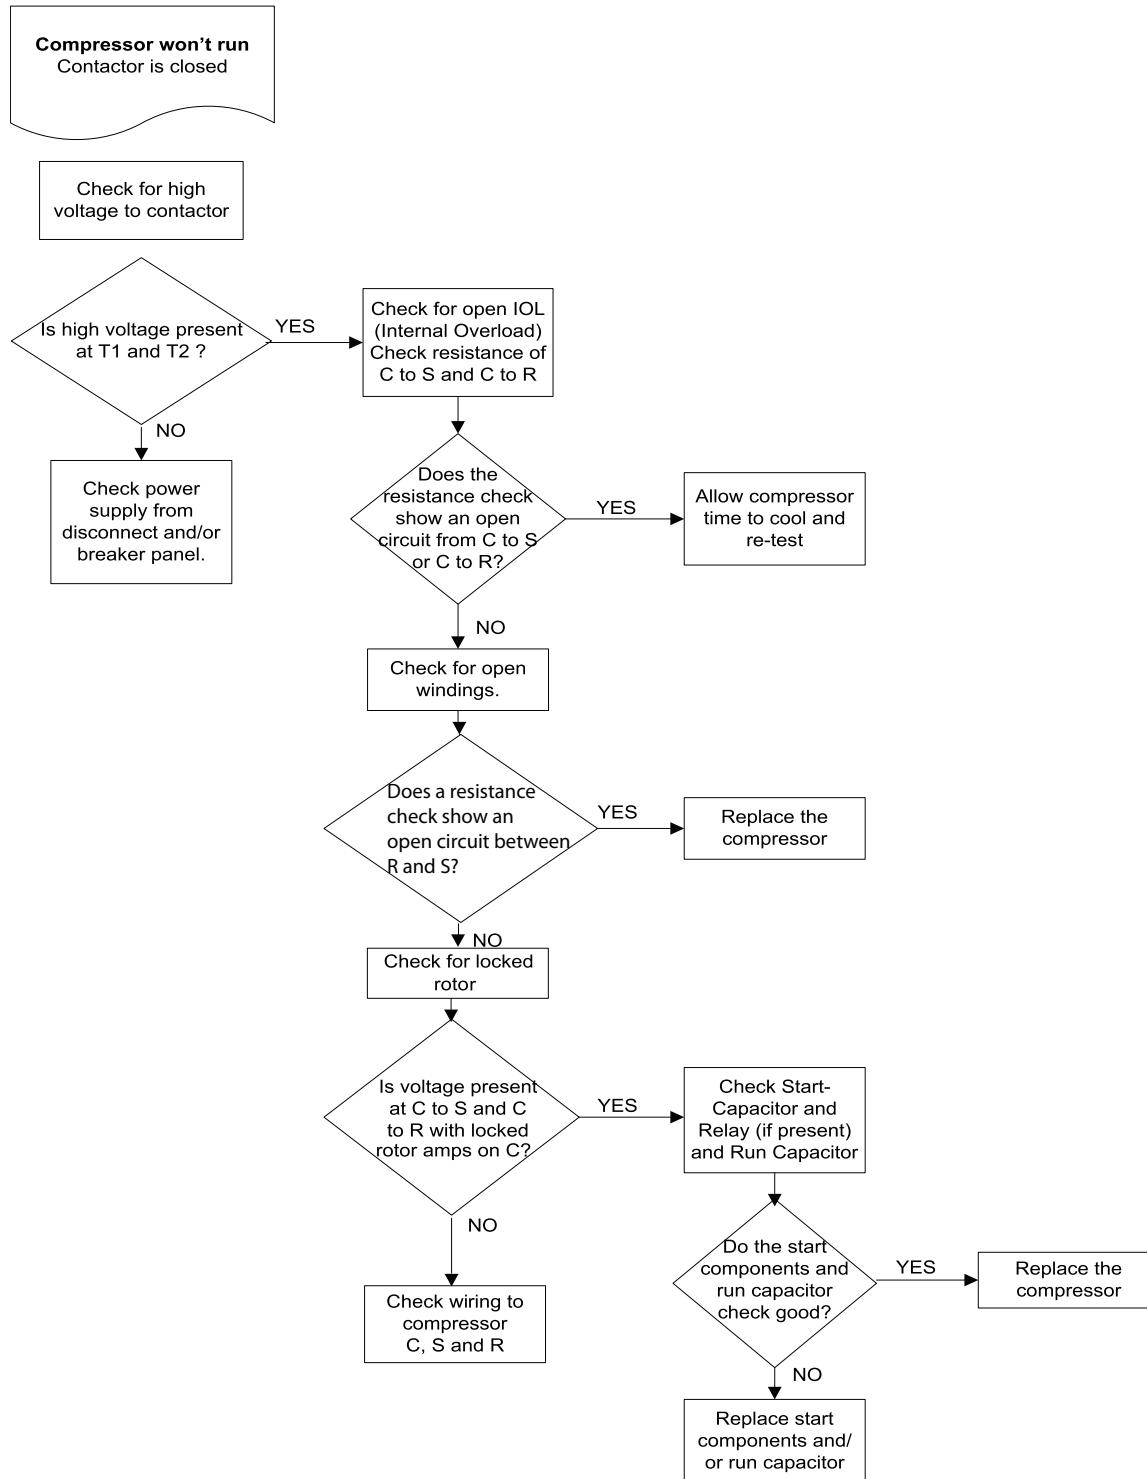 Compressor won’t run
Contactor is closed
Check for high
voltage to contactor
Is high voltage present
at T1 and T2 ?
YES
NO
Check power
supply from
disconnect and/or
breaker panel.
Check for open IOL
(Internal Overload)
Check resistance of
C to S and C to R
Does the
resistance check
show an open
circuit from C to S
or C to R?
YES
Allow compressor
time to cool and
re-test
NO
Check for open
windings.
Does a resistance
check show an
open circuit between
R and S?
YES
Replace the
compressor
NO
Check for locked
rotor
Is voltage present
at C to S and C
to R with locked
rotor amps on C?
YES
NO
Check wiring to
compressor
C, S and R
Check Start-
Capacitor and
Relay (if present)
and Run Capacitor
Do the start
components and
run capacitor
check good?
YES
Replace the
compressor
NO
Replace start
components and/
or run capacitor